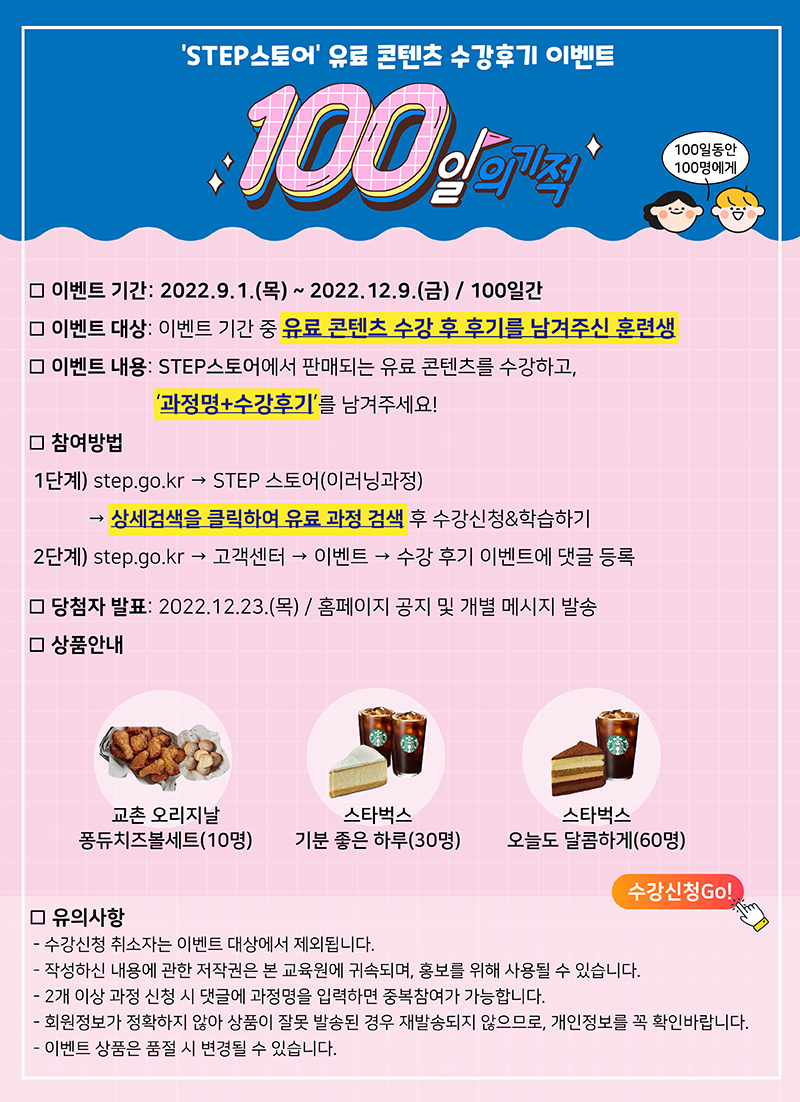 'STEP스토어' 유료 콘텐츠 수강후기 이벤트
100일의기적
100일동안
100명에게
□ 이벤트 기간: 2022.9.1.(목) ~ 2022.12.9.(금) / 100일간
□ 이벤트 대상: 이벤트 기간 중 유료 콘텐츠 수강 후 후기를 남겨주신 훈련생
□ 이벤트 내용: STEP스토어에서 판매되는 유료 콘텐츠를 수강하고,
'과정명+수강후기'를 남겨주세요!
□ 참여방법
1단계) step.go.kr → STEP 스토어(이러닝과정)
→ 상세검색을 클릭하여 유료 과정 검색 후 수강신청&학습하기
2단계) step.go.kr → 고객센터 → 이벤트 → 수강 후기 이벤트에 댓글 등록
□ 당첨자 발표: 2022.12.23.(목) / 홈페이지 공지 및 개별 메시지 발송
□ 상품안내
교촌 오리지날
퐁듀치즈볼세트(10명)
스타벅스
기분 좋은 하루(30명)
스타벅스
오늘도 달콤하게(60명)
수강신청Go!
□ 유의사항
- 수강신청 취소자는 이벤트 대상에서 제외됩니다.
- 작성하신 내용에 관한 저작권은 본 교육원에 귀속되며, 홍보를 위해 사용될 수 있습니다.
- 2개 이상 과정 신청 시 댓글에 과정명을 입력하면 중복참여가 가능합니다.
- 회원정보가 정확하지 않아 상품이 잘못 발송된 경우 재발송되지 않으므로, 개인정보를 꼭 확인바랍니다.
- 이벤트 상품은 품절 시 변경될 수 있습니다.